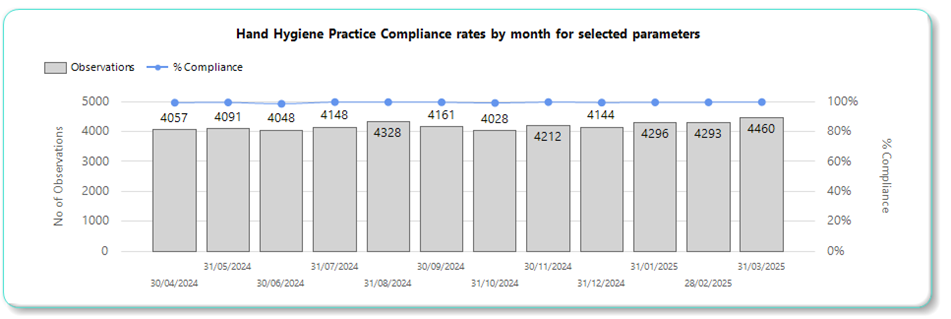 Hand Hygiene Practice Compliance rates by month for selected parameters
Observations % Compliance
5000 100%
4057 4091 4048 4148 4328 4161 4028 4212 4144 4296 4293 4460
4000 80%
3000 60%
2000 40%
1000 20%
0 0%
No of Observations
% Compliance
31/05/2024 31/07/2024 30/09/2024 30/11/2024 31/01/2025 31/03/2025
30/04/2024 30/06/2024 31/08/2024 31/10/2024 31/12/2024 28/02/2025